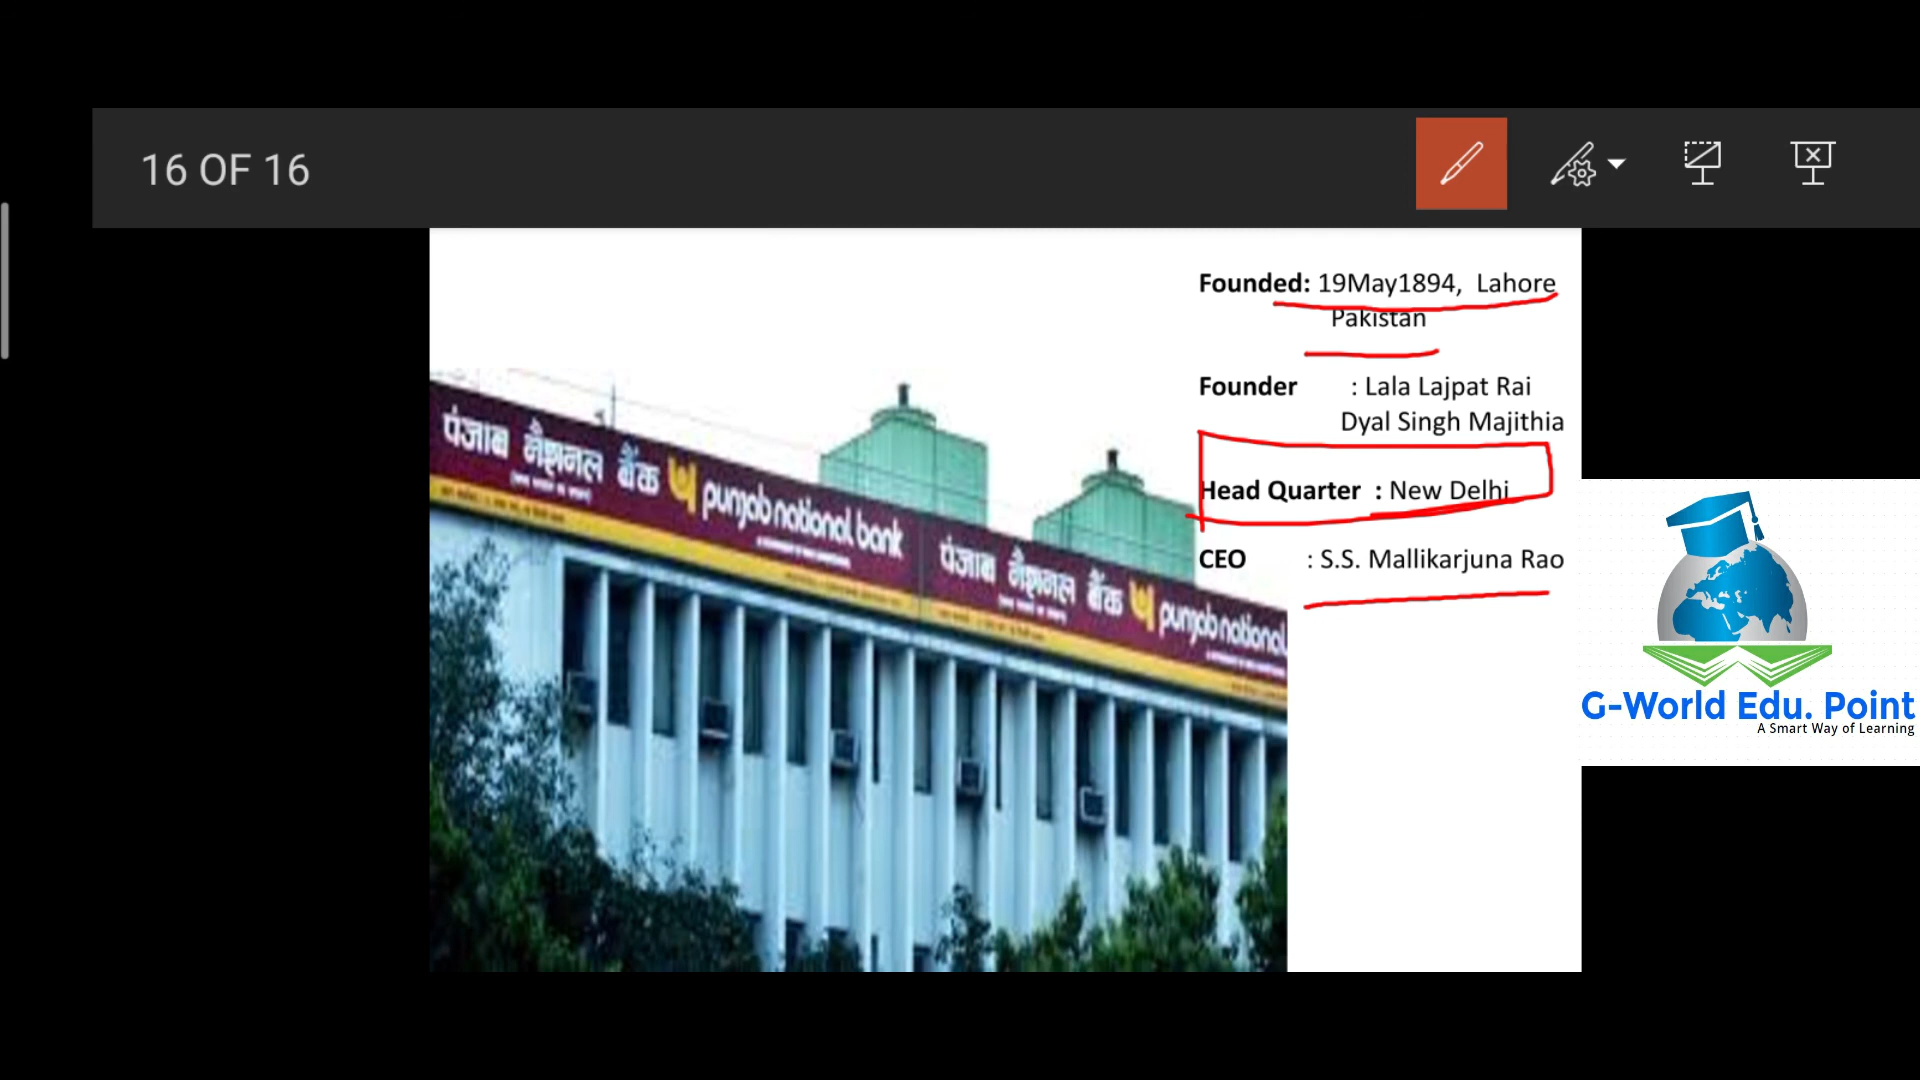 16 OF 16
Founded: 19May1894, Lahore
Pakistan
Founder : Lala Lajpat Rai
Dyal Singh Majithia
Head Quarter : New Delhi
CEO : S.S. Mallikarjuna Rao
पंजाब नैशनल बैंक punjab national bank
पंजाब नैशनल बैंक punjab national
G-World Edu. Point
A Smart Way of Learning